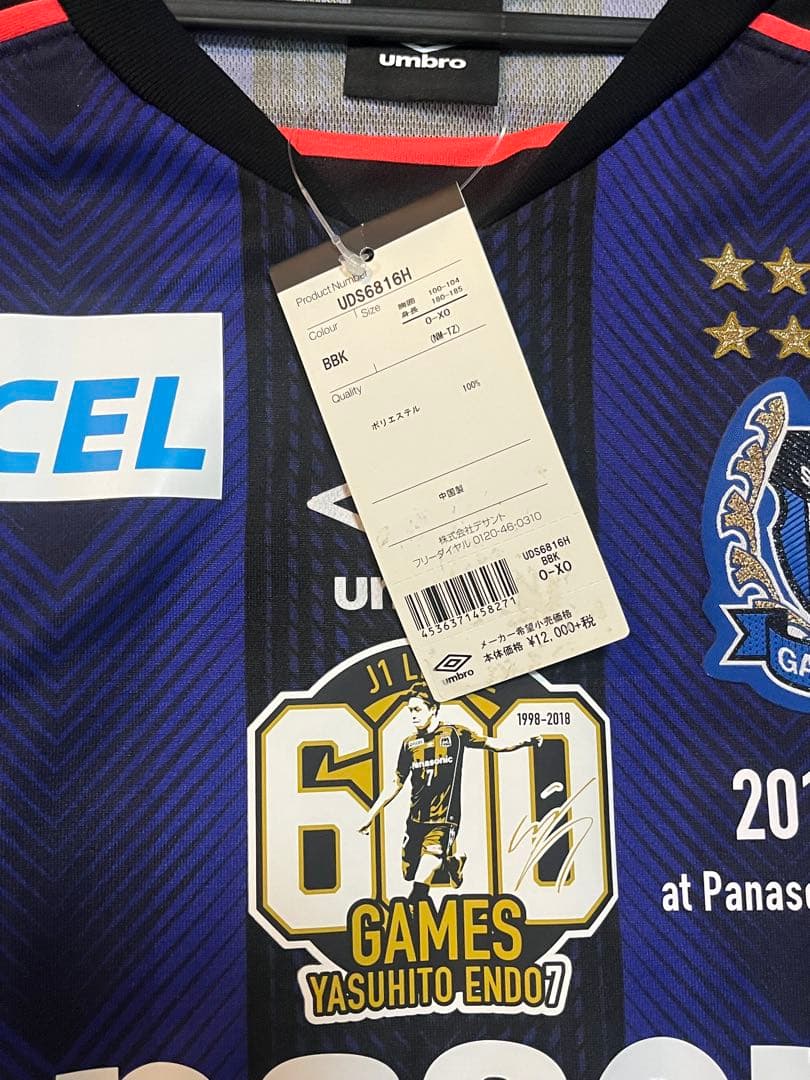 umbro
Product Number
UDS6816H
Colour
Size
胸囲 100-104
身長 180-185
BBK
O-XO
(NM-TZ)
Quality
ポリエステル 100%
中国製
株式会社デサント
フリーダイヤル 0120-46-0310
UDS6816H
BBK
O-XO
4536371458271
メーカー希望小売価格
本体価格 ¥12,000+税
umbro
CEL
um
J1 L
600
1998-2018
Panasonic
7
GAMES
YASUHITO ENDO 7
GA
201
at Panaso